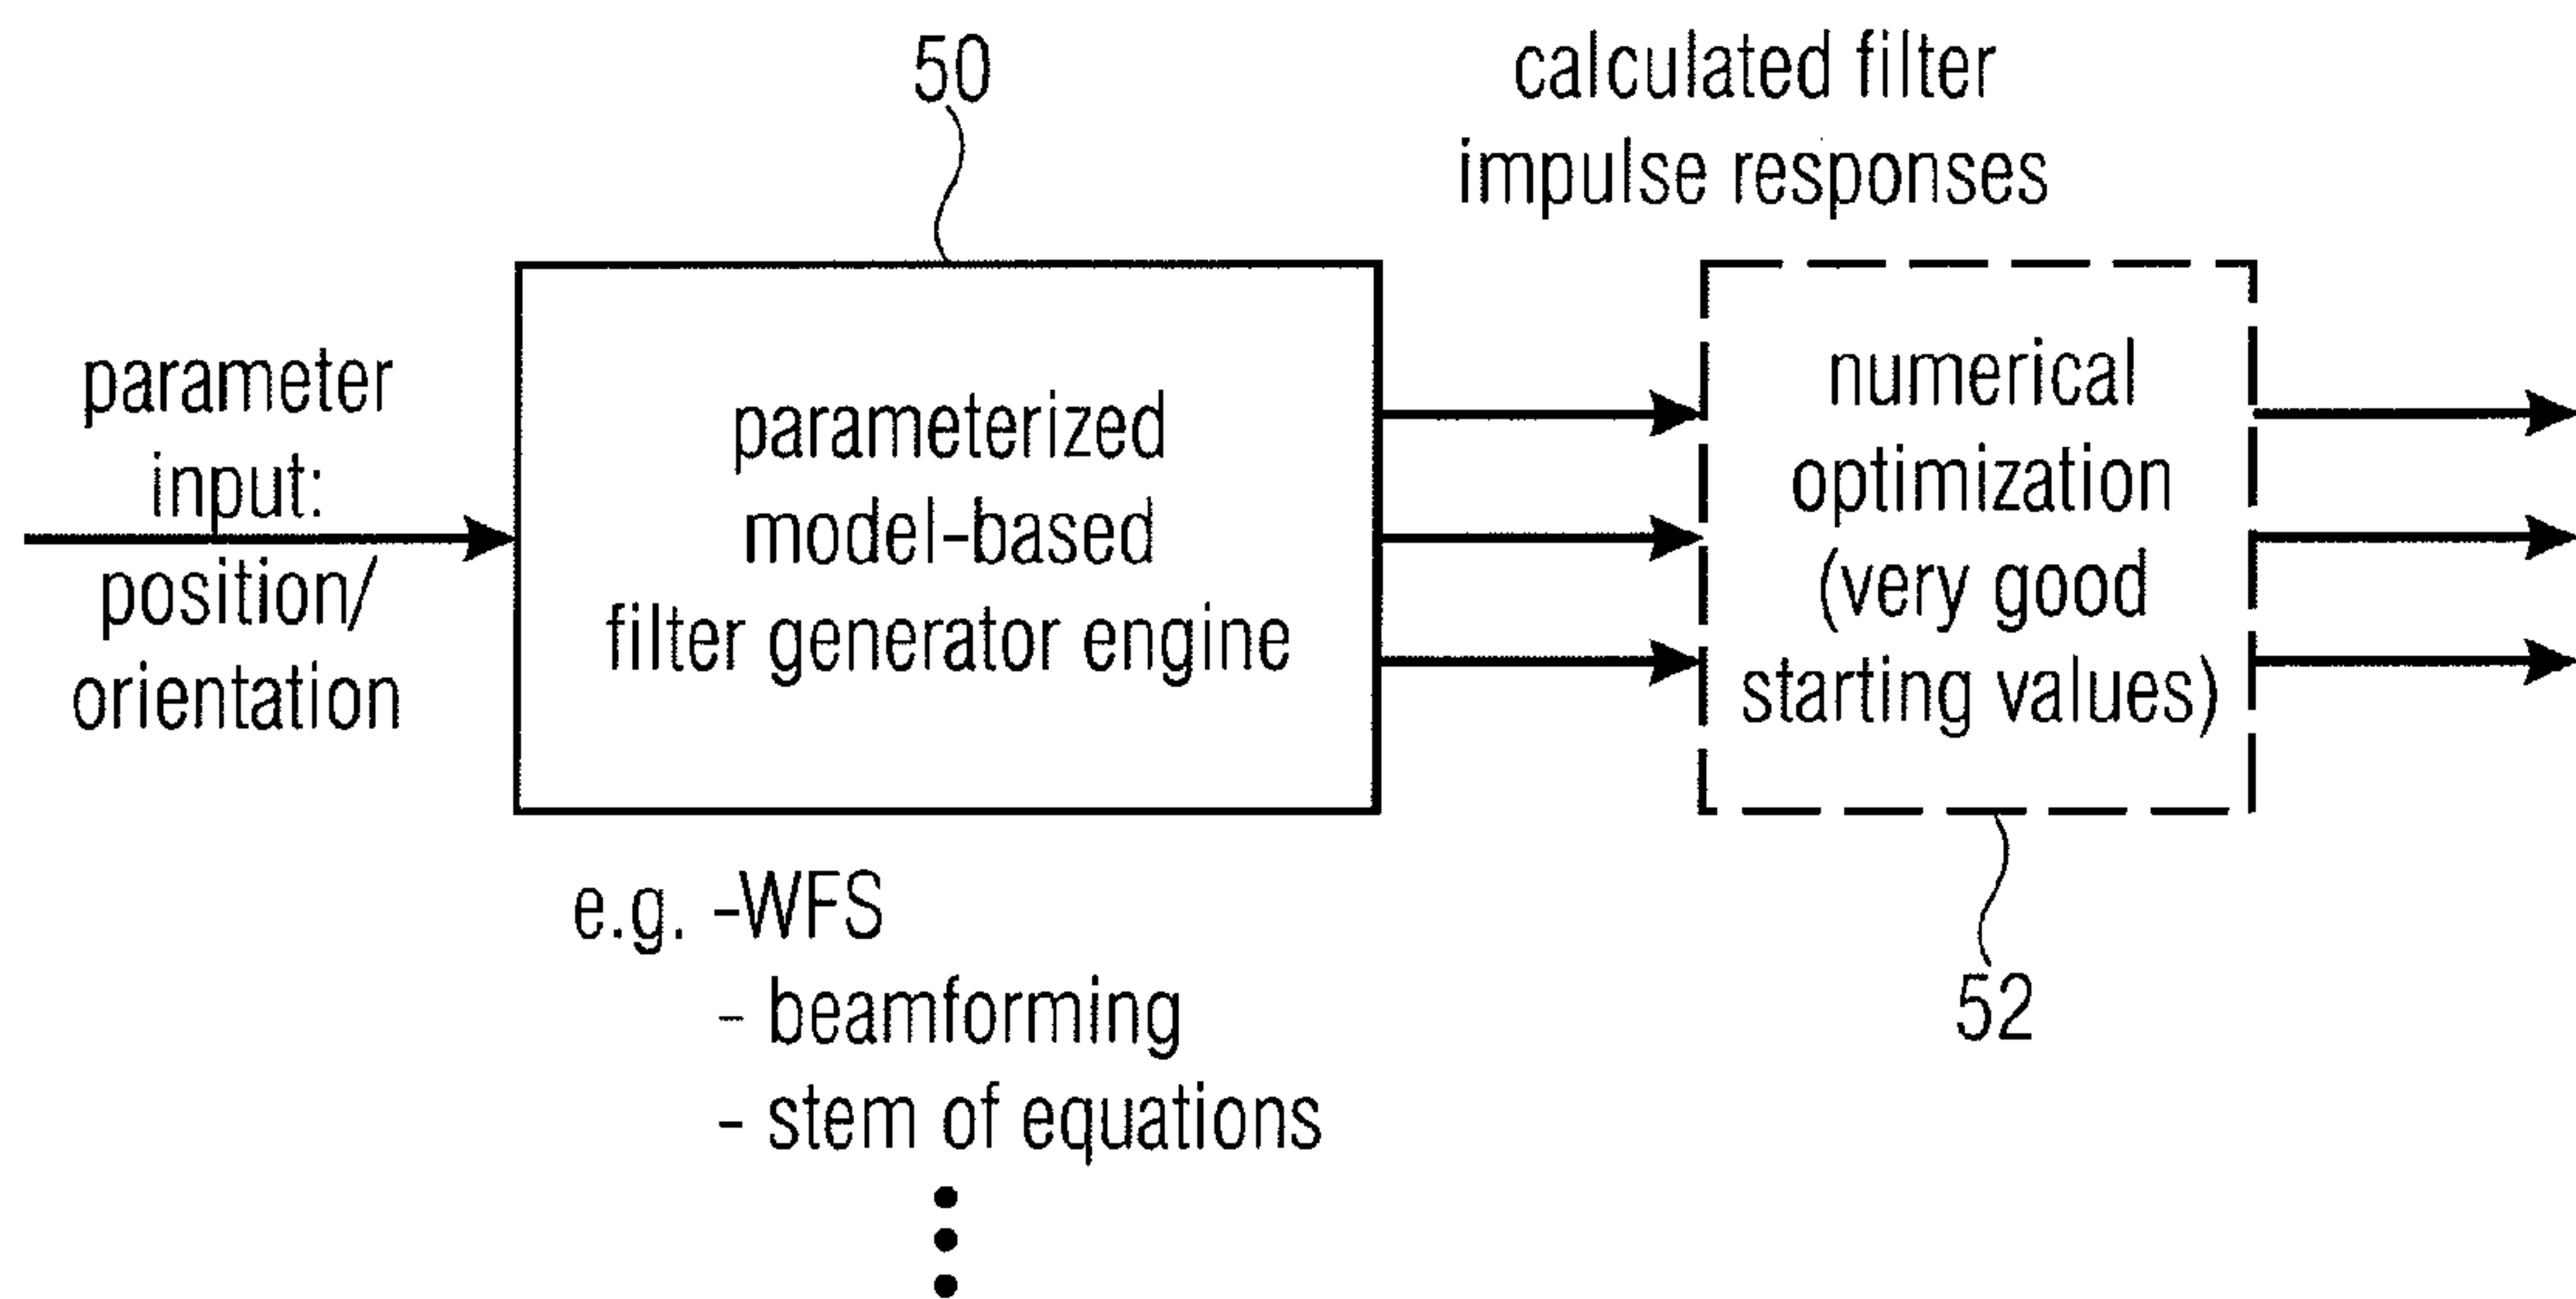 50
calculated filter
impulse responses
parameter
input:
position/
orientation
parameterized
model-based
filter generator engine
numerical
optimization
(very good
starting values)
e.g. -WFS
- beamforming
- stem of equations
52